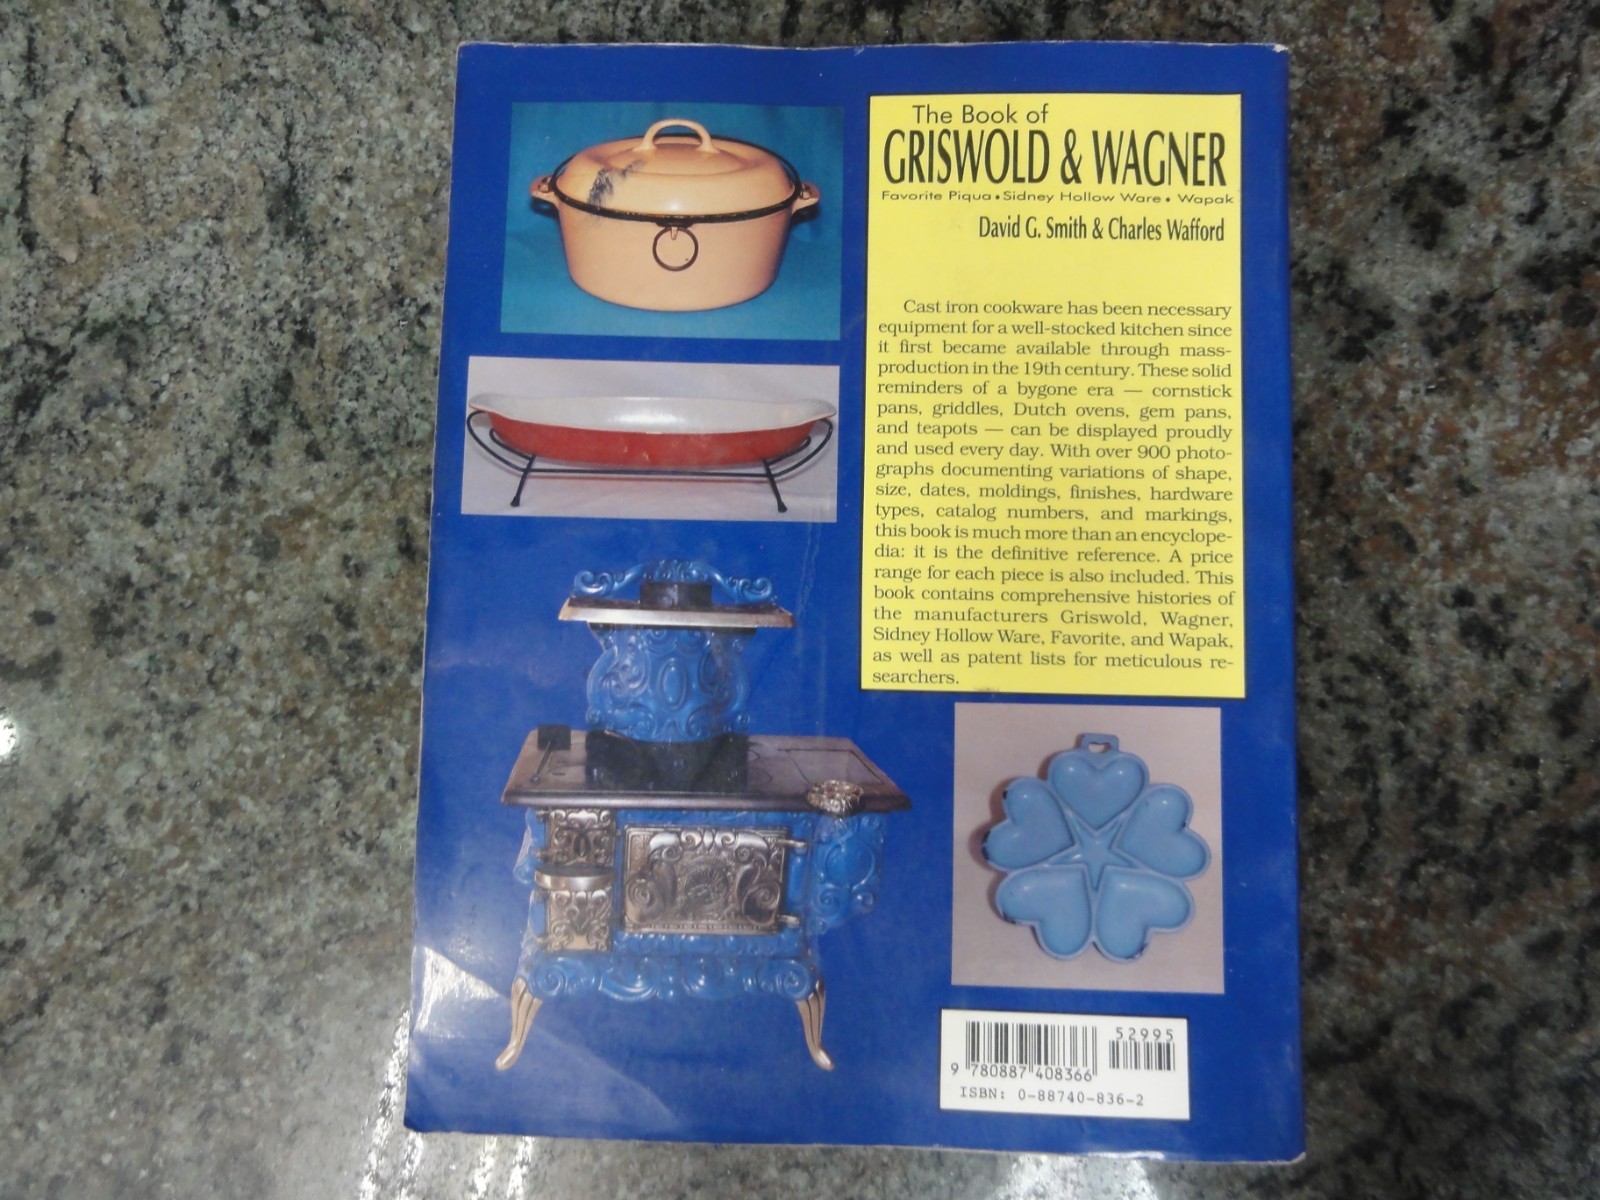 The Book of
GRISWOLD & WAGNER
Favorite Piqua • Sidney Hollow Ware • Wapak
David G. Smith & Charles Wafford
Cast iron cookware has been necessary
equipment for a well-stocked kitchen since
it first became available through mass-
production in the 19th century. These solid
reminders of a bygone era — cornstick
pans, griddles, Dutch ovens, gem pans,
and teapots — can be displayed proudly
and used every day. With over 900 photo-
graphs documenting variations of shape,
size, dates, moldings, finishes, hardware
types, catalog numbers, and markings,
this book is much more than an encyclope-
dia: it is the definitive reference. A price
range for each piece is also included. This
book contains comprehensive histories of
the manufacturers Griswold, Wagner,
Sidney Hollow Ware, Favorite, and Wapak,
as well as patent lists for meticulous re-
searchers.
52995
9 780887 408366
ISBN: 0-88740-836-2